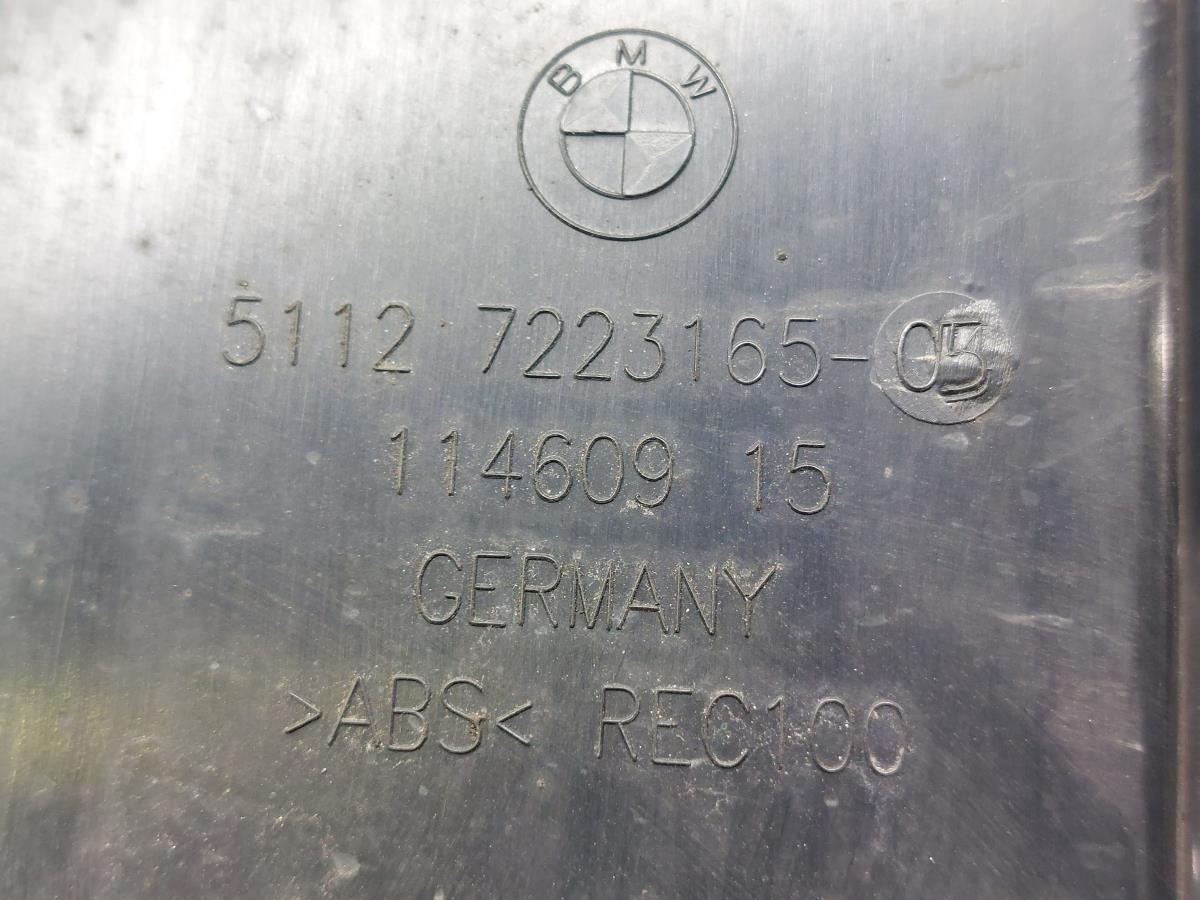 BMW
5112 7223165-05
114609 15
GERMANY
>ABS< REC100